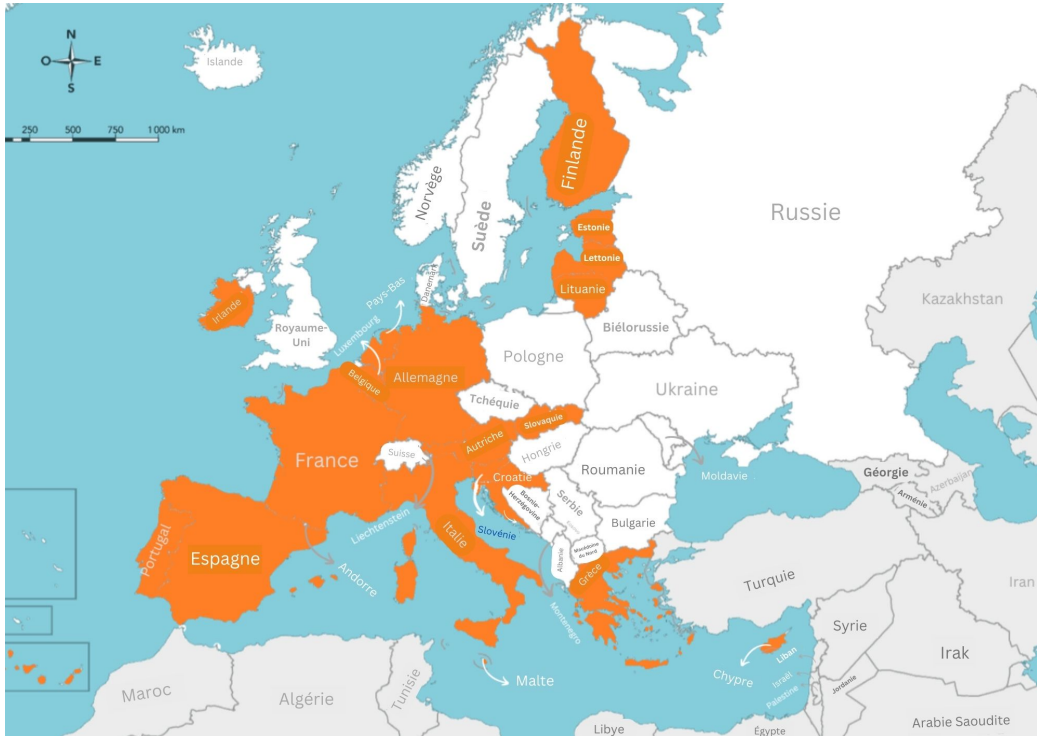 N
O
E
S
Islande
250
500
750
1 000 km
Finlande
Norvège
Suède
Russie
Estonie
Lettonie
Lituanie
Danemark
Pays-Bas
Irlande
Royaume-
Uni
Luxembourg
Biélorussie
Kazakhstan
Pologne
Belgique
Allemagne
Ukraine
Tchéquie
Slovaquie
Autriche
Suisse
Hongrie
France
Roumanie
Moldavie
Géorgie
Azerbaïjan
Arménie
Croatie
Bosnie-
Herzégovine
Serbie
Liechtenstein
Slovénie
Italie
Bulgarie
Portugal
Espagne
Andorre
Albanie
Macédoine
du Nord
Grèce
Montenegro
Turquie
Iran
Syrie
Irak
Liban
Chypre
Israël
Palestine
Jordanie
Malte
Maroc
Algérie
Tunisie
Libye
Égypte
Arabie Saoudite